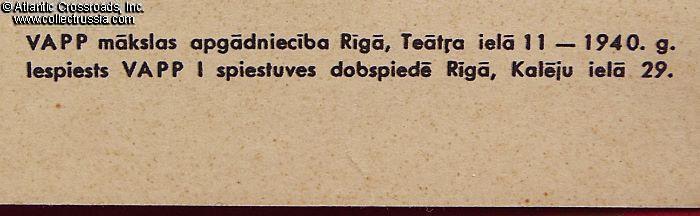 © Atlantic Crossroads, Inc.
www.collectrussia.com
VAPP mākslas apgādniecība Rīgā, Teātŗa ielā 11 — 1940. g.
Iespiests VAPP I spiestuves dobspiedē Rīgā, Kalēju ielā 29.